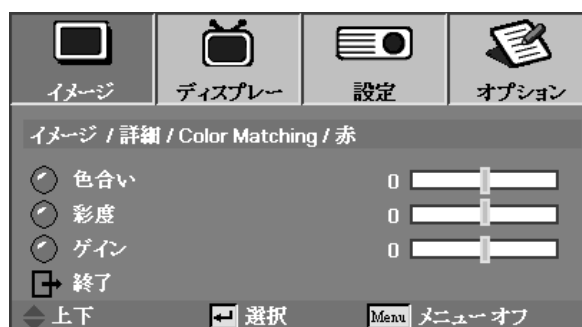 イメージ ディスプレー 設定 オプション
イメージ / 詳細 / Color Matching / 赤
色合い 0
彩度 0
ゲイン 0
終了
上下 選択 Menu メニュー オフ